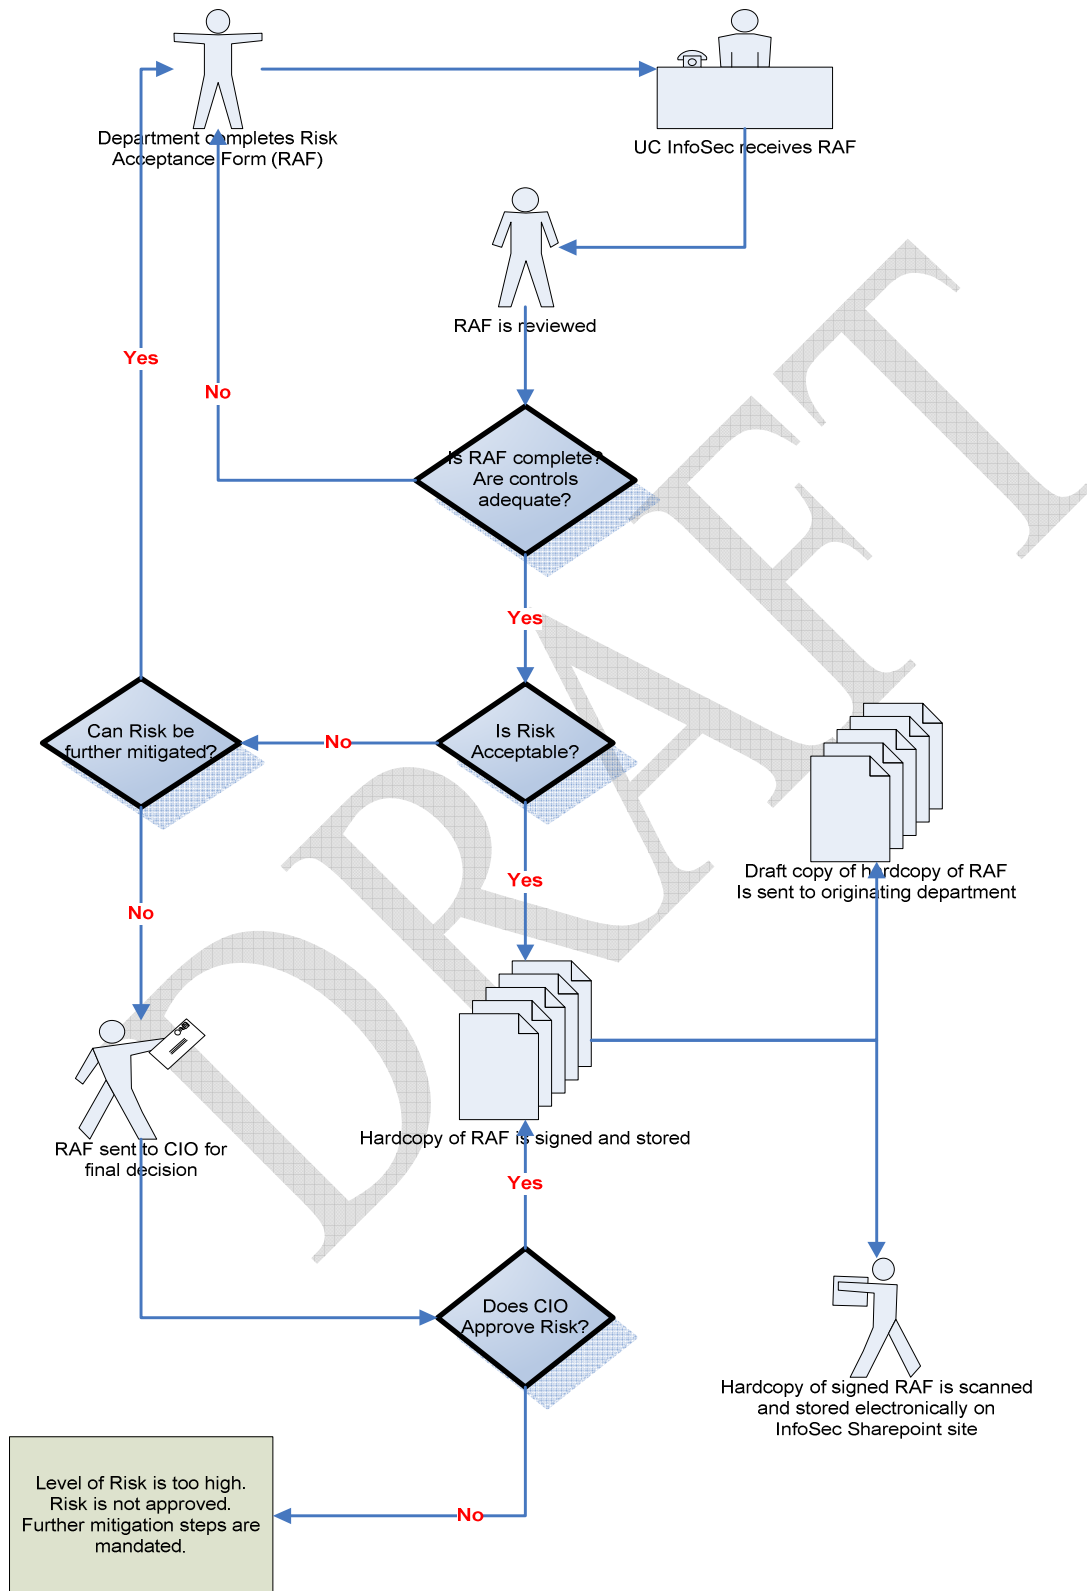 Department completes Risk
Acceptance Form (RAF)
UC InfoSec receives RAF
RAF is reviewed
Yes
No
Is RAF complete?
Are controls
adequate?
Yes
Can Risk be
further mitigated?
No
Is Risk
Acceptable?
Yes
No
Draft copy of hardcopy of RAF
Is sent to originating department
Hardcopy of RAF is signed and stored
RAF sent to CIO for
final decision
Yes
Does CIO
Approve Risk?
Hardcopy of signed RAF is scanned
and stored electronically on
InfoSec Sharepoint site
No
Level of Risk is too high.
Risk is not approved.
Further mitigation steps are
mandated.
DRAFT